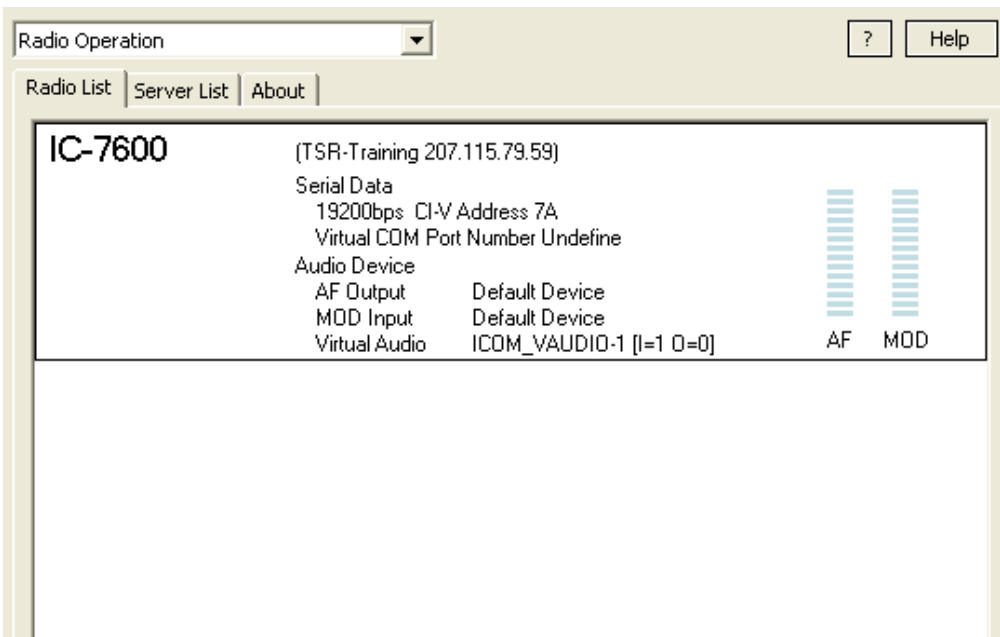 Radio Operation
? Help
Radio List Server List About
IC-7600 (TSR-Training 207.115.79.59)
Serial Data
19200bps CI-V Address 7A
Virtual COM Port Number Undefine
Audio Device
AF Output Default Device
MOD Input Default Device
Virtual Audio ICOM_VAUDIO-1 [I=1 O=0]
AF MOD